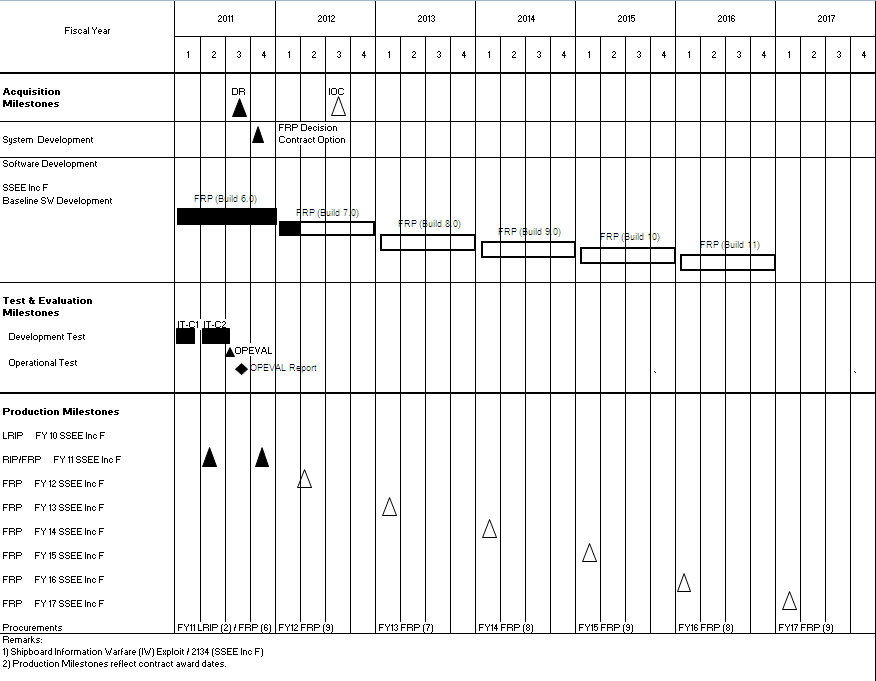 Fiscal Year
2011 2012 2013 2014 2015 2016 2017
1 2 3 4 1 2 3 4 1 2 3 4 1 2 3 4 1 2 3 4 1 2 3 4 1 2 3 4
Acquisition
Milestones
DR IOC
System Development
FRP Decision
Contract Option
Software Development
SSEE Inc F
Baseline SW Development
FRP (Build 6.0)
FRP (Build 7.0)
FRP (Build 8.0)
FRP (Build 9.0)
FRP (Build 10)
FRP (Build 11)
Test & Evaluation
Milestones
IT-C1 IT-C2
Development Test
OPEVAL
Operational Test
OPEVAL Report
Production Milestones
LRIP FY 10 SSEE Inc F
RIP/FRP FY 11 SSEE Inc F
FRP FY 12 SSEE Inc F
FRP FY 13 SSEE Inc F
FRP FY 14 SSEE Inc F
FRP FY 15 SSEE Inc F
FRP FY 16 SSEE Inc F
FRP FY 17 SSEE Inc F
Procurements FY11 LRIP (2) / FRP (6) FY12 FRP (9) FY13 FRP (7) FY14 FRP (8) FY15 FRP (9) FY16 FRP (8) FY17 FRP (9)
Remarks:
1) Shipboard Information Warfare (IW) Exploit / 2134 (SSEE Inc F)
2) Production Milestones reflect contract award dates.